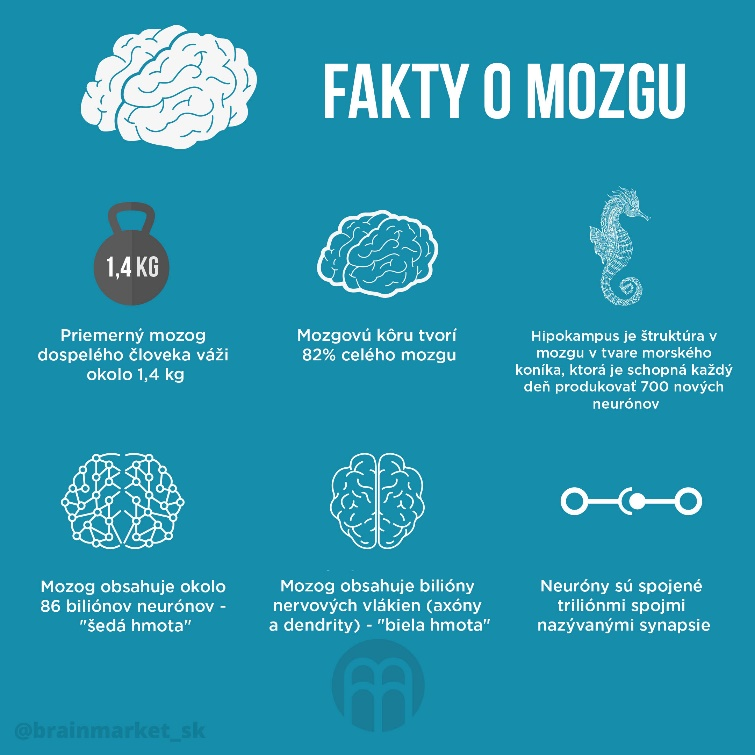 FAKTY O MOZGU
1,4 KG
Priemerný mozog
dospelého človeka váži
okolo 1,4 kg
Mozgovú kôru tvorí
82% celého mozgu
Hipokampus je štruktúra v
mozgu v tvare morského
koníka, ktorá je schopná každý
deň produkovať 700 nových
neurónov
Mozog obsahuje okolo
86 biliónov neurónov -
"šedá hmota"
Mozog obsahuje bilióny
nervových vlákien (axóny
a dendrity) - "biela hmota"
Neuróny sú spojené
triliónmi spojmi
nazývanými synapsie
@brainmarket_sk